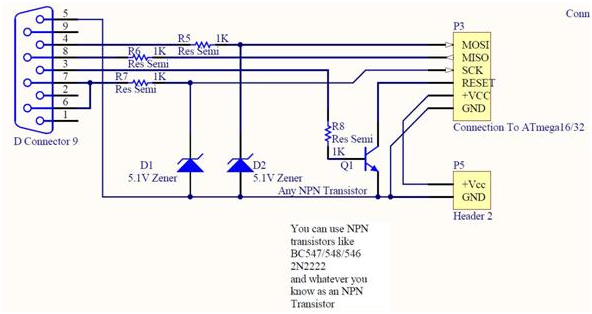 Conn
5
9
4
8
3
7
2
6
1
D Connector 9
R5 1K
Res Semi
R6 1K
Res Semi
R7 1K
Res Semi
R8
Res Semi
1K
Q1
D1
5.1V Zener
D2
5.1V Zener
Any NPN Transistor
P3
MOSI
MISO
SCK
RESET
+VCC
GND
Connection To ATmega16/32
P5
+Vcc
GND
Header 2
You can use NPN
transistors like
BC547/548/546
2N2222
and whatever you
know as an NPN
Transistor